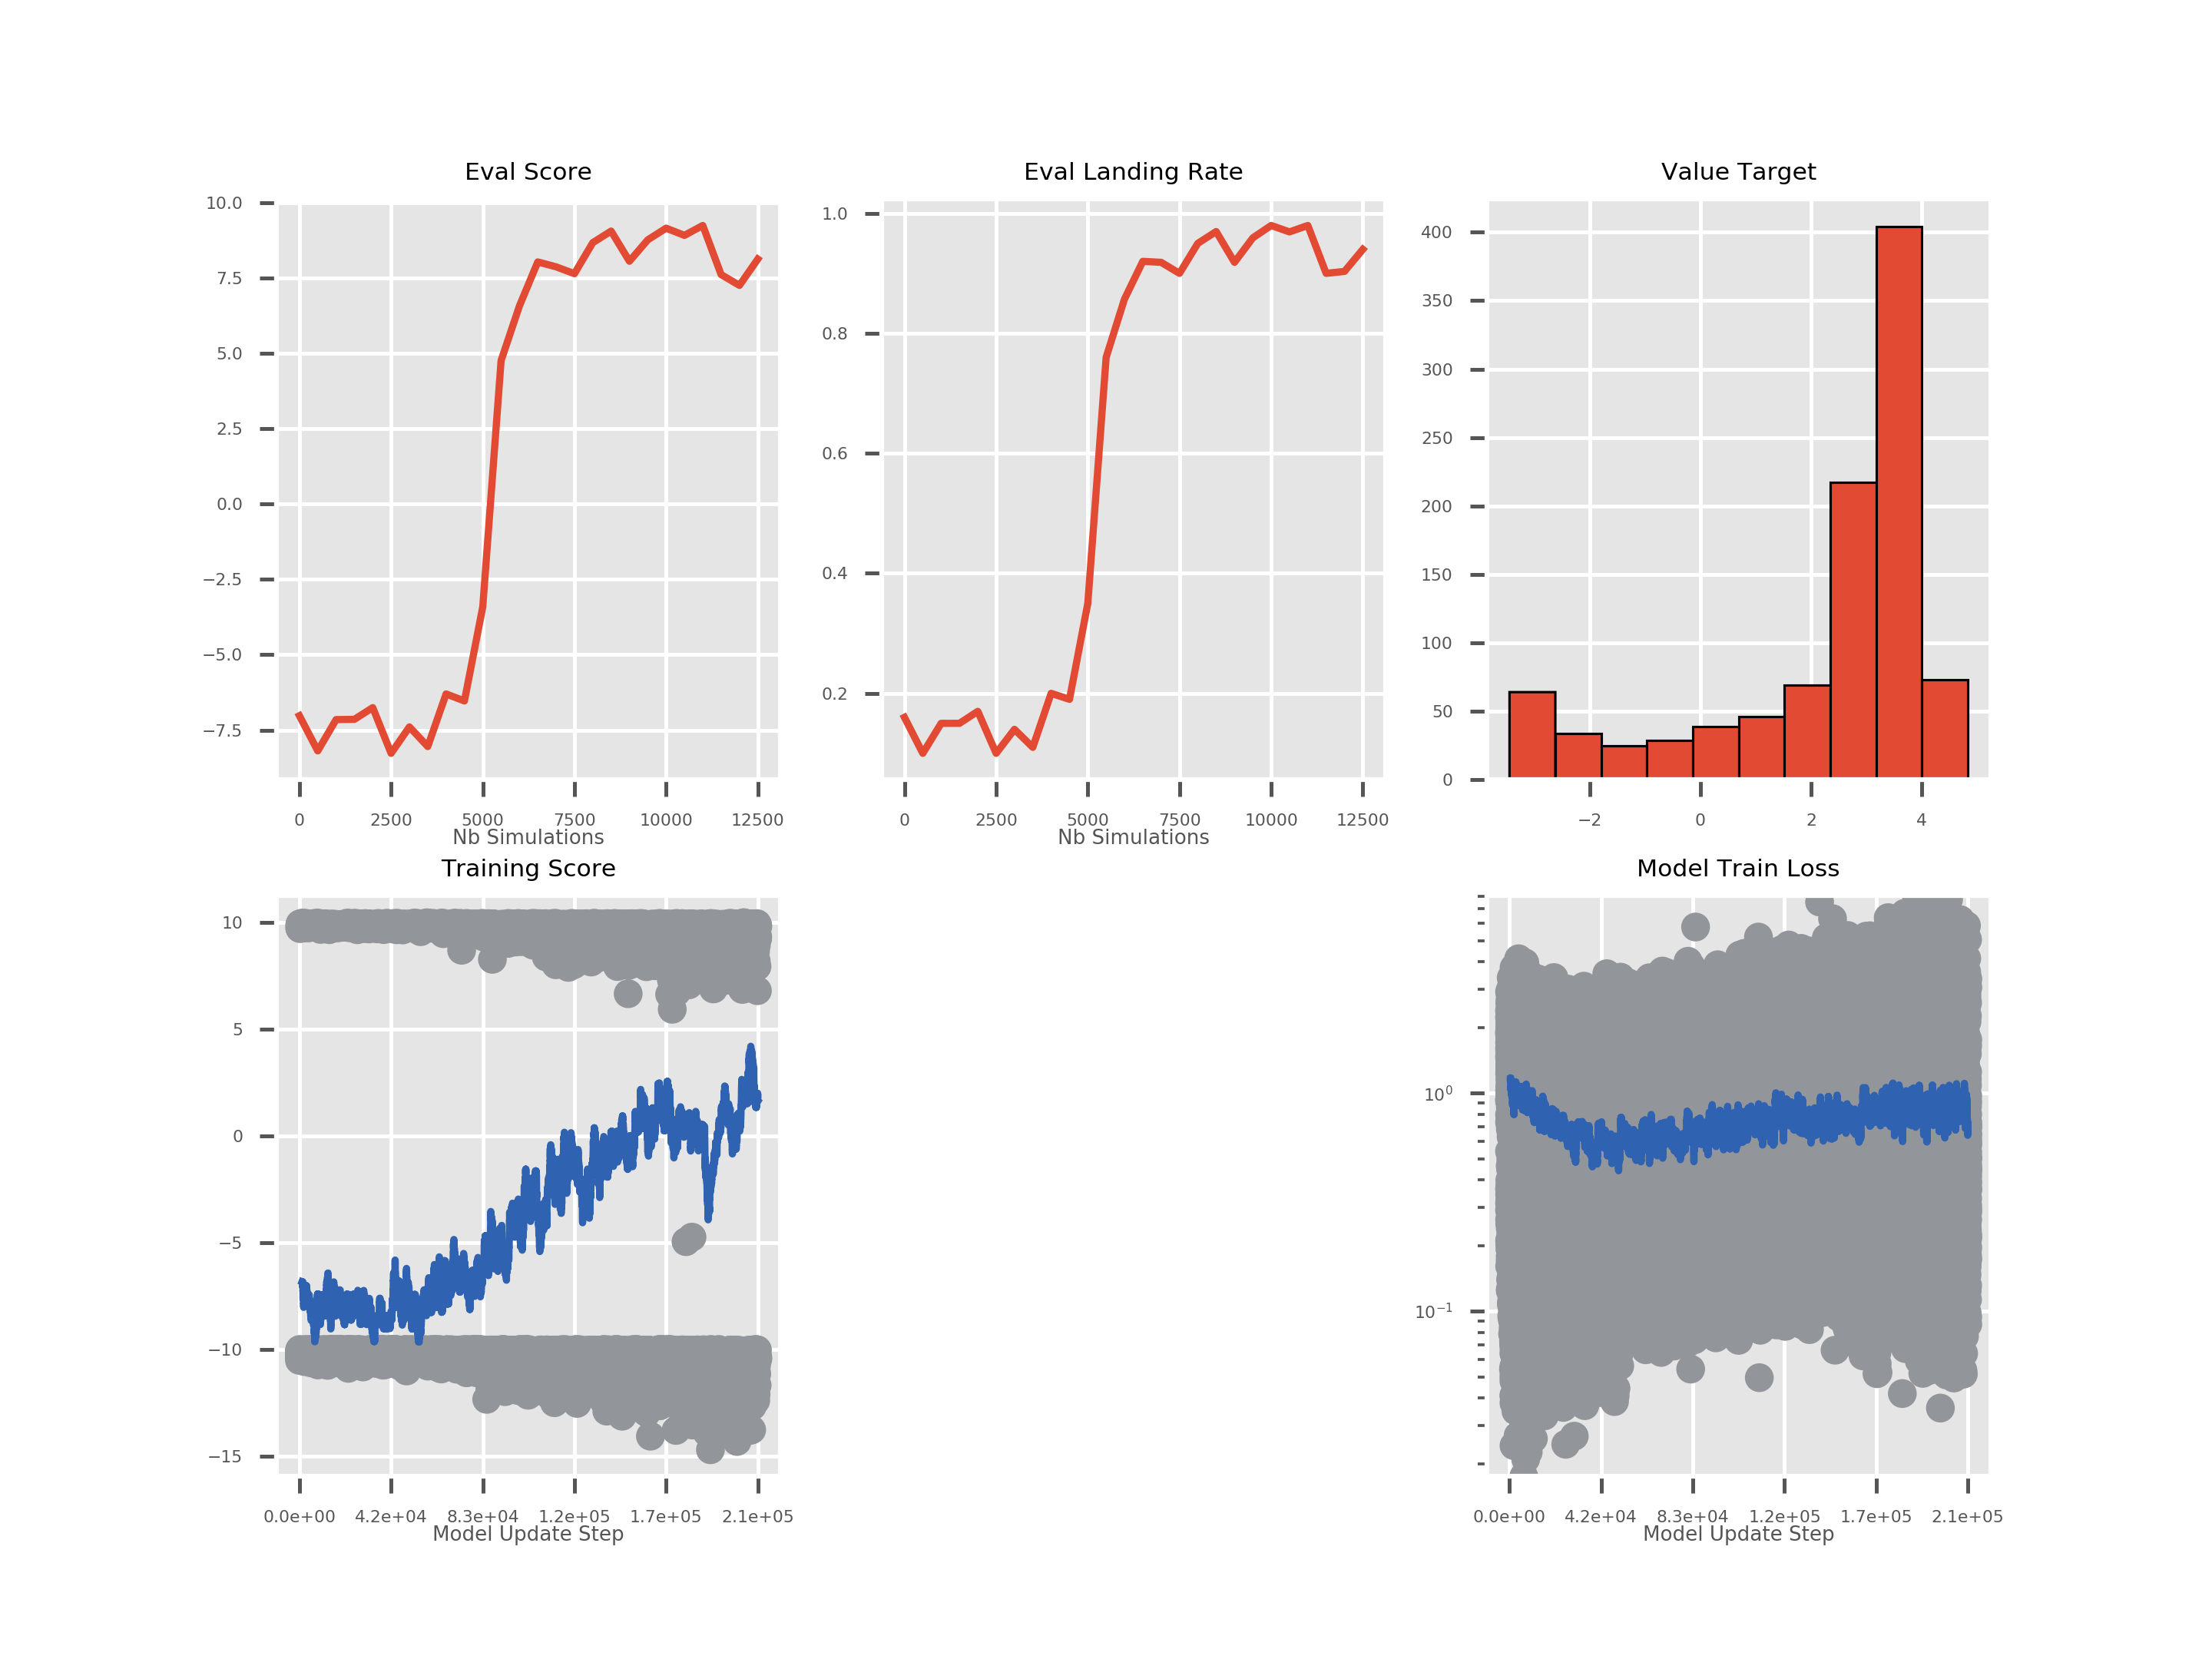 Eval Score
10.0
7.5
5.0
2.5
0.0
−2.5
−5.0
−7.5
0 2500 5000 7500 10000 12500
Nb Simulations
Eval Landing Rate
1.0
0.8
0.6
0.4
0.2
0 2500 5000 7500 10000 12500
Nb Simulations
Value Target
400
350
300
250
200
150
100
50
0
−2 0 2 4
Training Score
10
5
0
−5
−10
−15
0.0e+00 4.2e+04 8.3e+04 1.2e+05 1.7e+05 2.1e+05
Model Update Step
Model Train Loss
10⁰
10⁻¹
0.0e+00 4.2e+04 8.3e+04 1.2e+05 1.7e+05 2.1e+05
Model Update Step